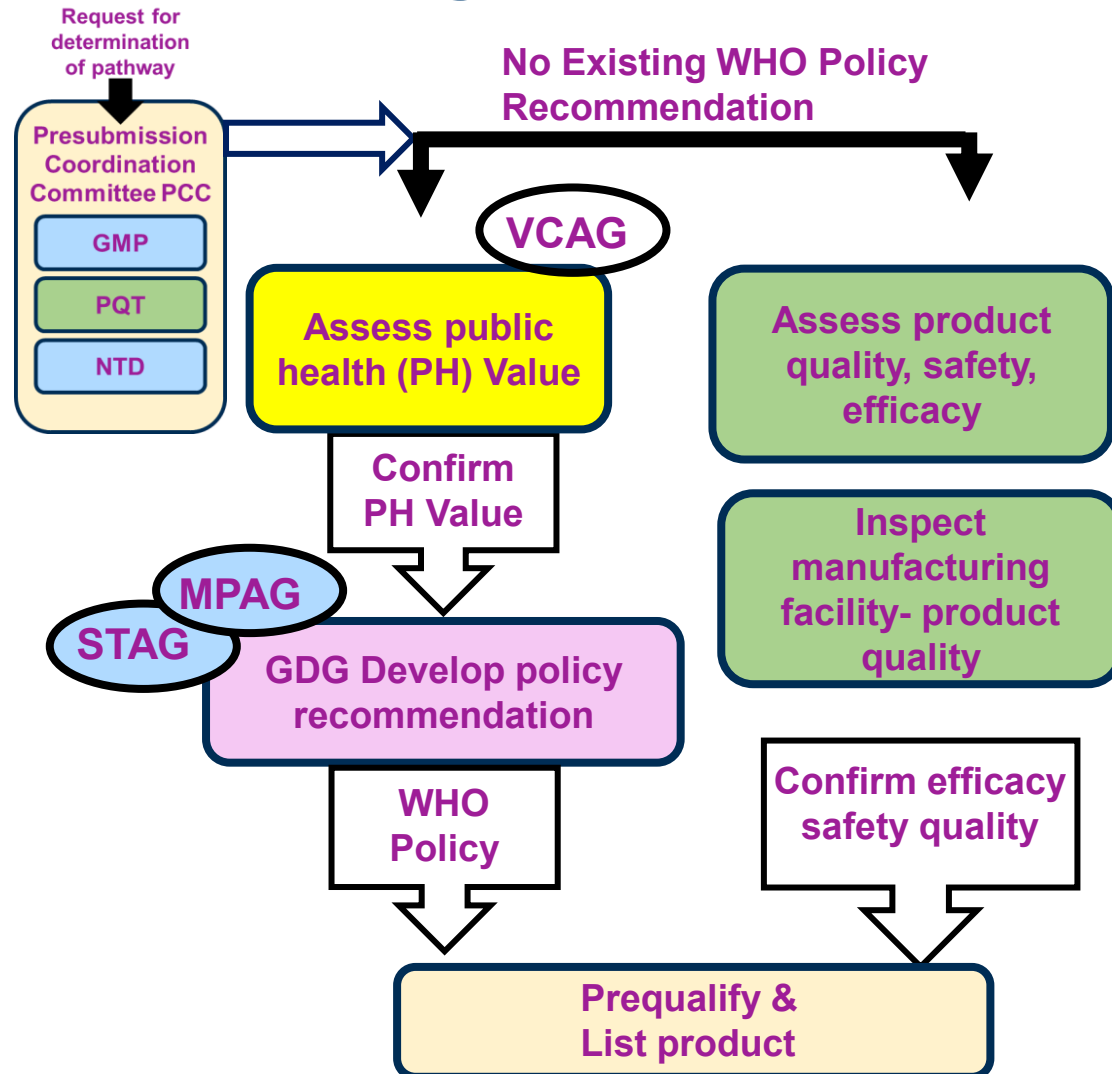 Request for
determination
of pathway
Presubmission
Coordination
Committee PCC
GMP
PQT
NTD
No Existing WHO Policy
Recommendation
VCAG
Assess public
health (PH) Value
Confirm
PH Value
MPAG
STAG
GDG Develop policy
recommendation
WHO
Policy
Assess product
quality, safety,
efficacy
Inspect
manufacturing
facility- product
quality
Confirm efficacy
safety quality
Prequalify &
List product